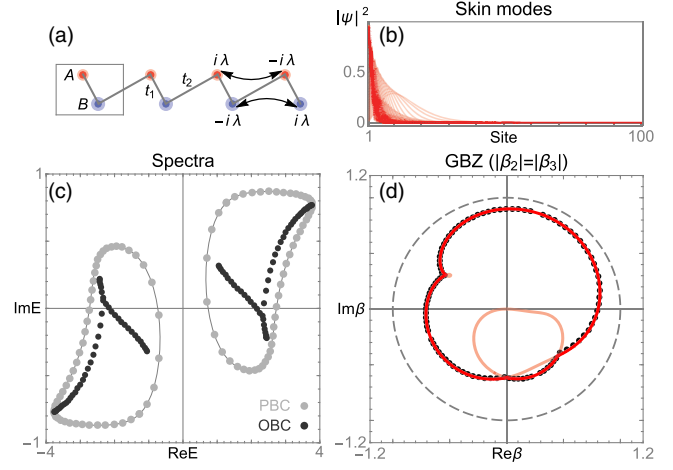 (a)
A
B
t₁
t₂
iλ
-iλ
-iλ
iλ
Skin modes
|ψ|²
(b)
0.5
0
1
Site
100
Spectra
1
(c)
ImE
PBC
OBC
-1
-4
ReE
4
GBZ (|β₂|=|β₃|)
1.2
(d)
Imβ
-1.2
-1.2
Reβ
1.2